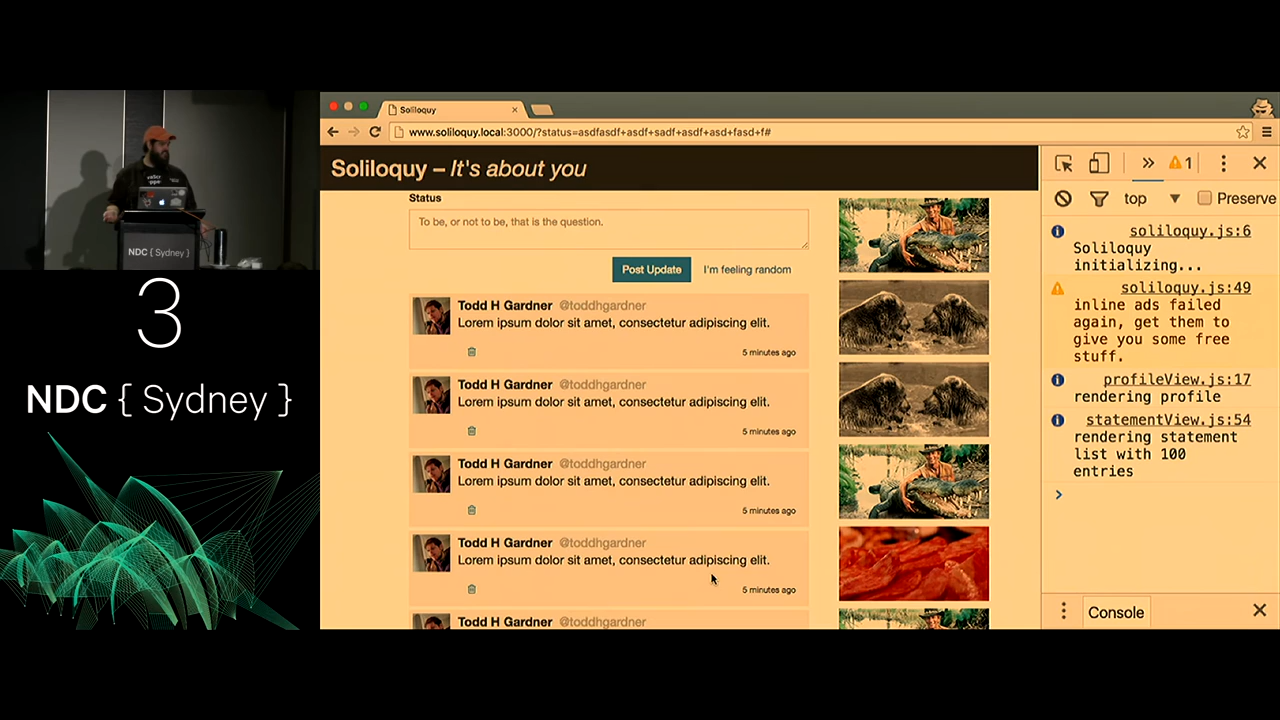 NDC { Sydney }
3
NDC { Sydney }
Soliloquy
www.soliloquy.local:3000/?status=asdfasdf+asdf+sadf+asdf+asd+fasd+f#
Soliloquy – It's about you
Status
To be, or not to be, that is the question.
Post Update
I'm feeling random
Todd H Gardner @toddhgardner
Lorem ipsum dolor sit amet, consectetur adipiscing elit.
5 minutes ago
Todd H Gardner @toddhgardner
Lorem ipsum dolor sit amet, consectetur adipiscing elit.
5 minutes ago
Todd H Gardner @toddhgardner
Lorem ipsum dolor sit amet, consectetur adipiscing elit.
5 minutes ago
Todd H Gardner @toddhgardner
Lorem ipsum dolor sit amet, consectetur adipiscing elit.
5 minutes ago
Todd H Gardner @toddhgardner
1
top
Preserve
soliloquy.js:6
Soliloquy
initializing...
soliloquy.js:49
inline ads failed
again, get them to
give you some free
stuff.
profileView.js:17
rendering profile
statementView.js:54
rendering statement
list with 100
entries
Console